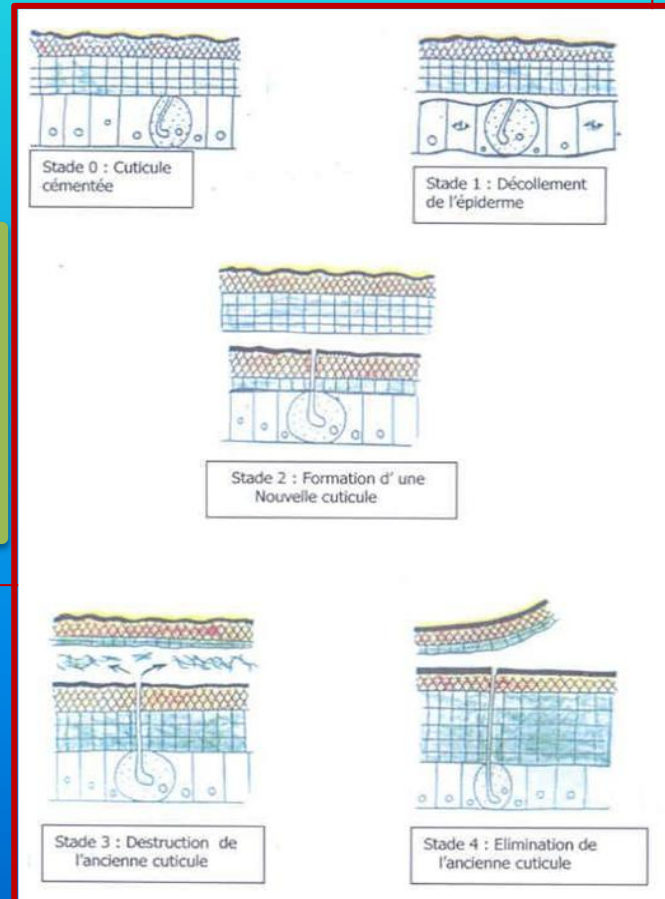 Stade 0 : Cuticule
cémentée
Stade 1 : Décollement
de l'épiderme
Stade 2 : Formation d' une
Nouvelle cuticule
Stade 3 : Destruction de
l'ancienne cuticule
Stade 4 : Elimination de
l'ancienne cuticule